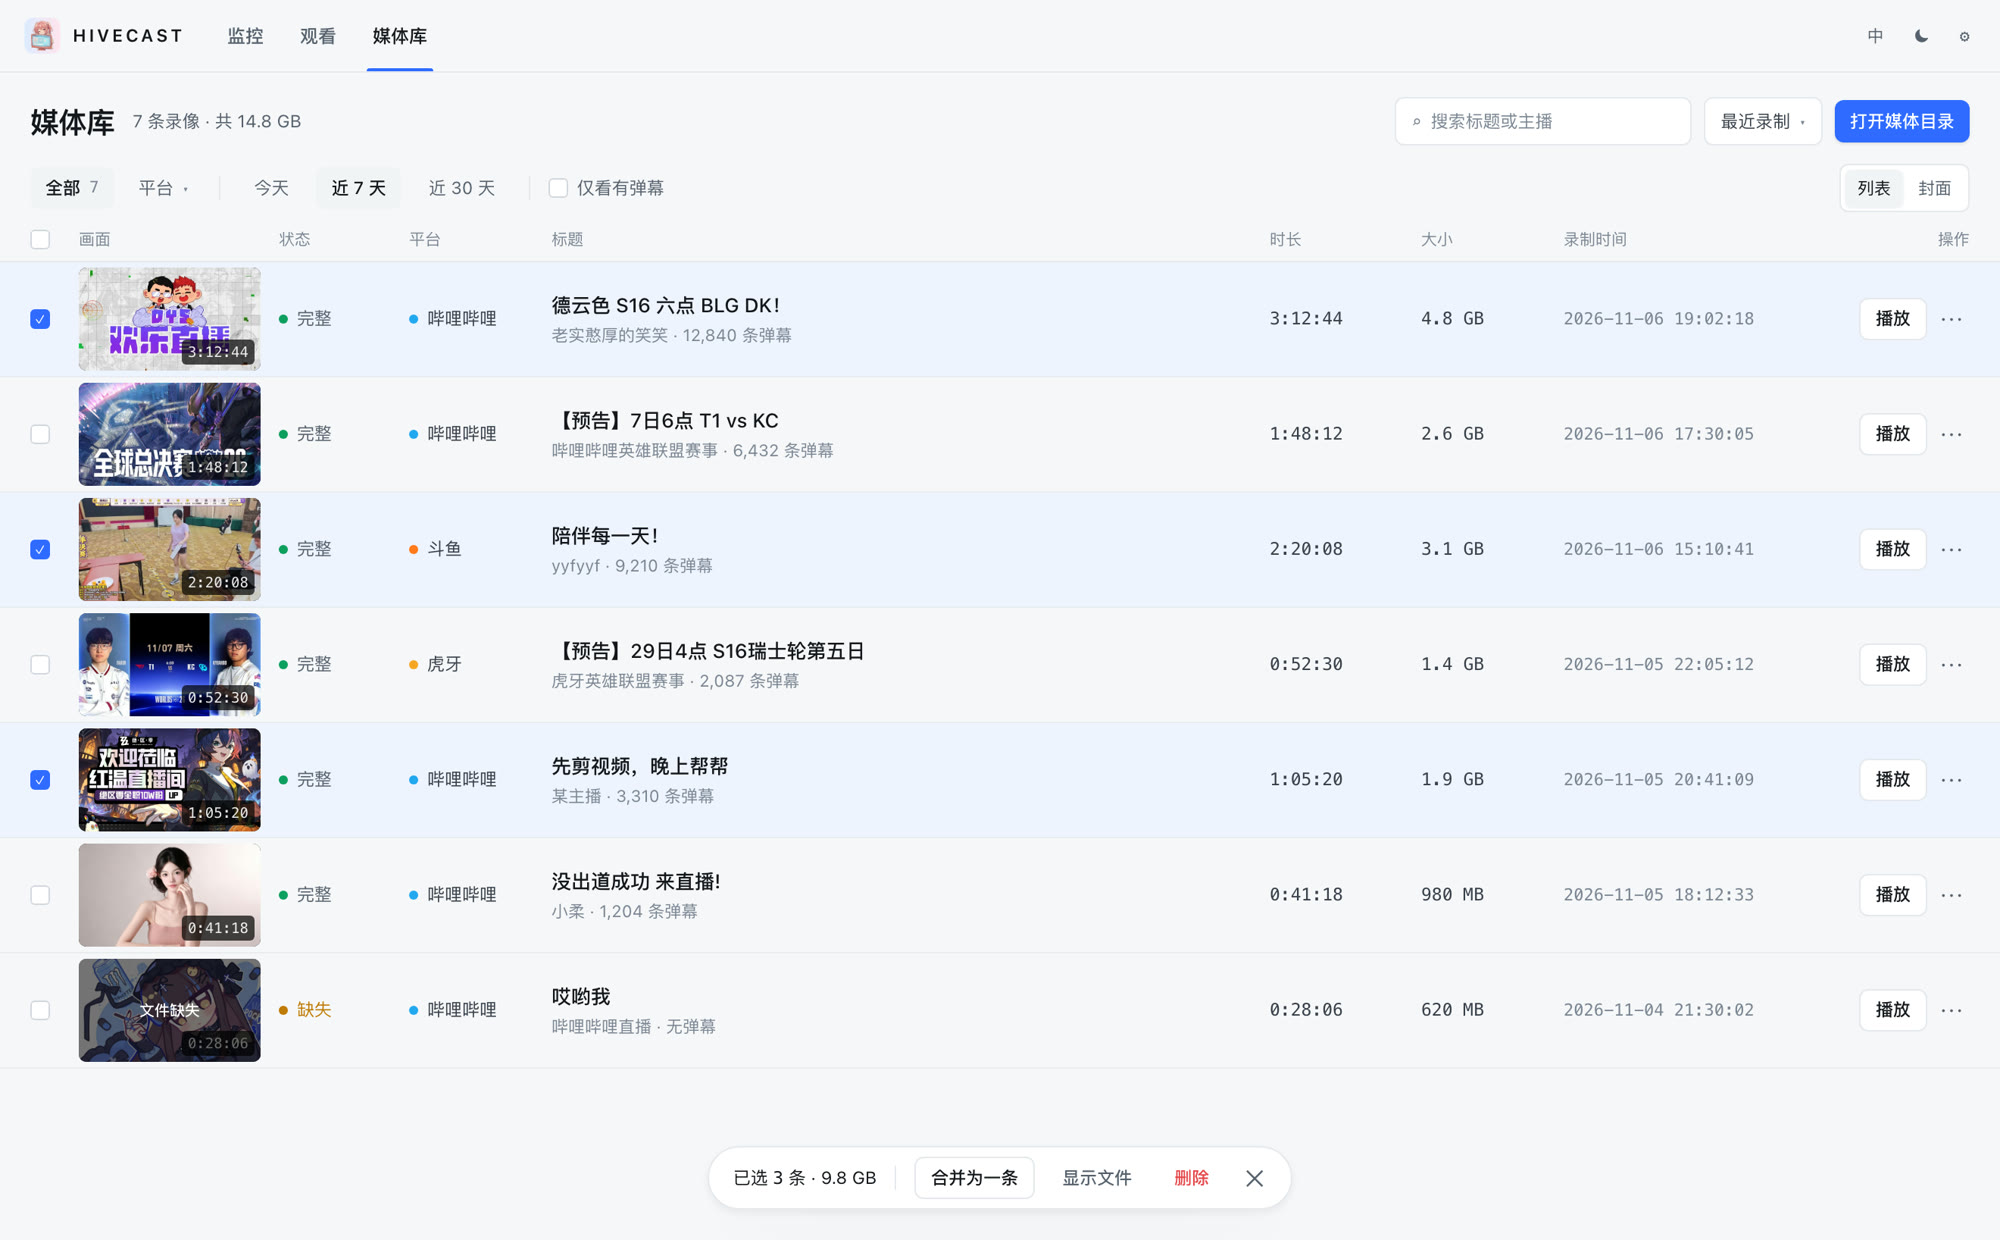 HIVECAST 监控 观看 媒体库 中
媒体库 7 条录像 · 共 14.8 GB 搜索标题或主播 最近录制 打开媒体目录
全部 7 平台 今天 近 7 天 近 30 天 仅看有弹幕 列表 封面
画面 状态 平台 标题 时长 大小 录制时间 操作
DYS
欢乐直播
3:12:44
完整 哔哩哔哩
德云色 S16 六点 BLG DK!
老实憨厚的笑笑 · 12,840 条弹幕
3:12:44 4.8 GB 2026-11-06 19:02:18 播放 ···
全球总决赛
1:48:12
完整 哔哩哔哩
【预告】7日6点 T1 vs KC
哔哩哔哩英雄联盟赛事 · 6,432 条弹幕
1:48:12 2.6 GB 2026-11-06 17:30:05 播放 ···
2:20:08
完整 斗鱼
陪伴每一天!
yyfyyf · 9,210 条弹幕
2:20:08 3.1 GB 2026-11-06 15:10:41 播放 ···
11/07 周六
T1 KC
WORLDS
0:52:30
完整 虎牙
【预告】29日4点 S16瑞士轮第五日
虎牙英雄联盟赛事 · 2,087 条弹幕
0:52:30 1.4 GB 2026-11-05 22:05:12 播放 ···
欢迎莅临
红温直播间
绝区零全职10W粉 UP
1:05:20
完整 哔哩哔哩
先剪视频，晚上帮帮
某主播 · 3,310 条弹幕
1:05:20 1.9 GB 2026-11-05 20:41:09 播放 ···
0:41:18
完整 哔哩哔哩
没出道成功 来直播!
小柔 · 1,204 条弹幕
0:41:18 980 MB 2026-11-05 18:12:33 播放 ···
文件缺失
0:28:06
缺失 哔哩哔哩
哎哟我
哔哩哔哩直播 · 无弹幕
0:28:06 620 MB 2026-11-04 21:30:02 播放 ···
已选 3 条 · 9.8 GB 合并为一条 显示文件 删除